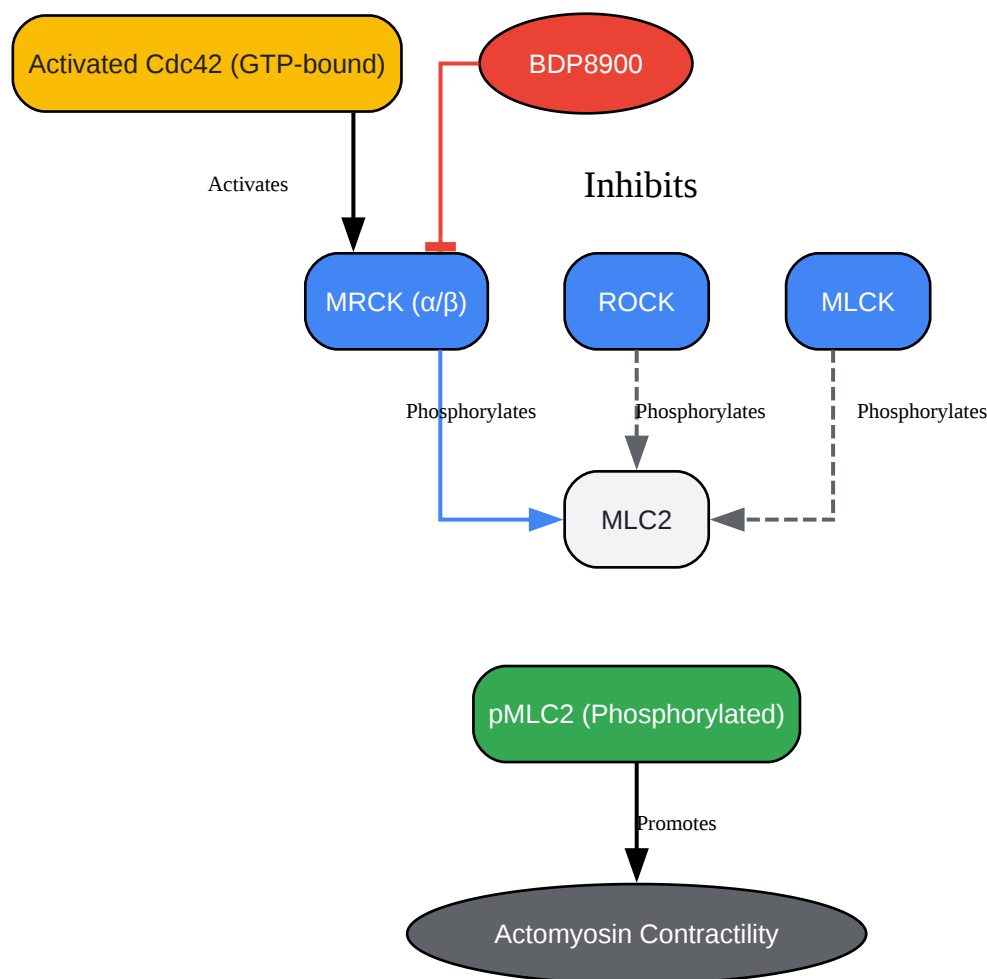 Activated Cdc42 (GTP-bound)
BDP8900
Activates
Inhibits
MRCK (α/β)
ROCK
MLCK
Phosphorylates
Phosphorylates
Phosphorylates
MLC2
pMLC2 (Phosphorylated)
Promotes
Actomyosin Contractility